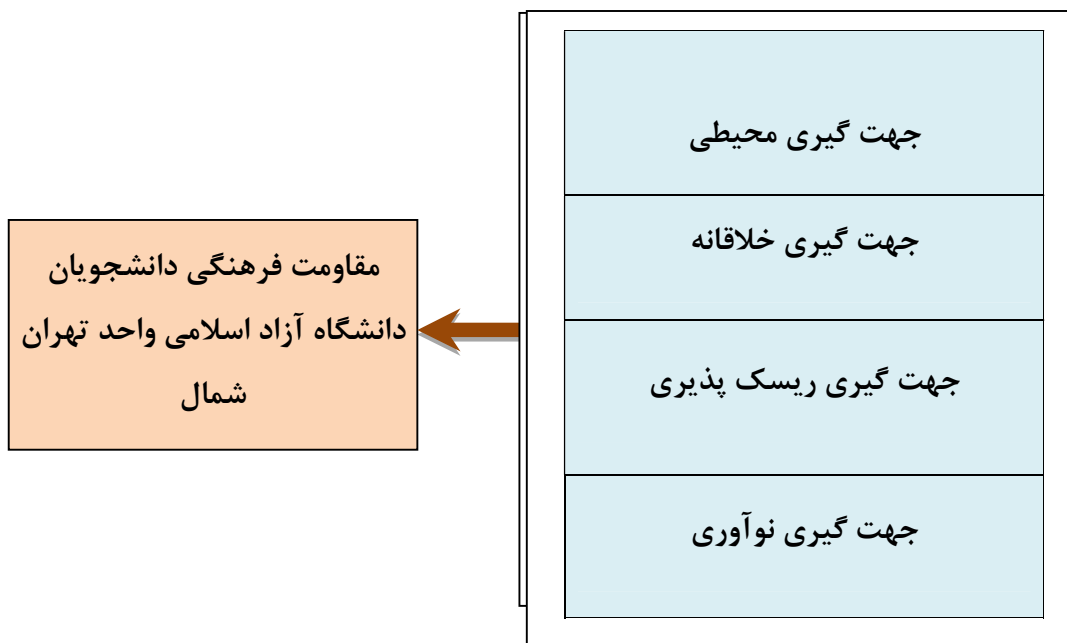 جهت گیری محیطی
جهت گیری خلاقانه
جهت گیری ریسک پذیری
جهت گیری نوآوری
مقاومت فرهنگی دانشجویان
دانشگاه آزاد اسلامی واحد تهران
شمال